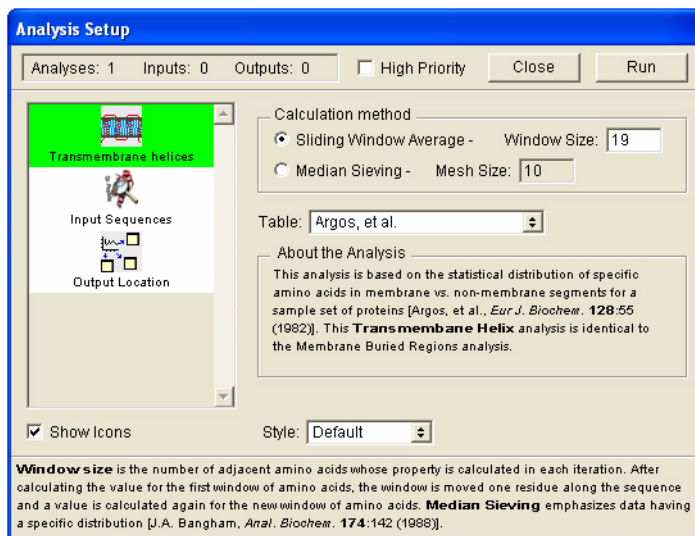 Analysis Setup
Analyses: 1 Inputs: 0 Outputs: 0 High Priority Close Run
Transmembrane helices
Input Sequences
Output Location
Calculation method
Sliding Window Average - Window Size: 19
Median Sieving - Mesh Size: 10
Table: Argos, et al.
About the Analysis
This analysis is based on the statistical distribution of specific
amino acids in membrane vs. non-membrane segments for a
sample set of proteins [Argos, et al., Eur J. Biochem. 128:55
(1982)]. This Transmembane Helix analysis is identical to
the Membrane Buried Regions analysis.
Show Icons Style: Default
Window size is the number of adjacent amino acids whose property is calculated in each iteration. After
calculating the value for the first window of amino acids, the window is moved one residue along the sequence
and a value is calculated again for the new window of amino acids. Median Sieving emphasizes data having
a specific distribution [J.A. Bangham, Anal. Biochem. 174:142 (1988)].